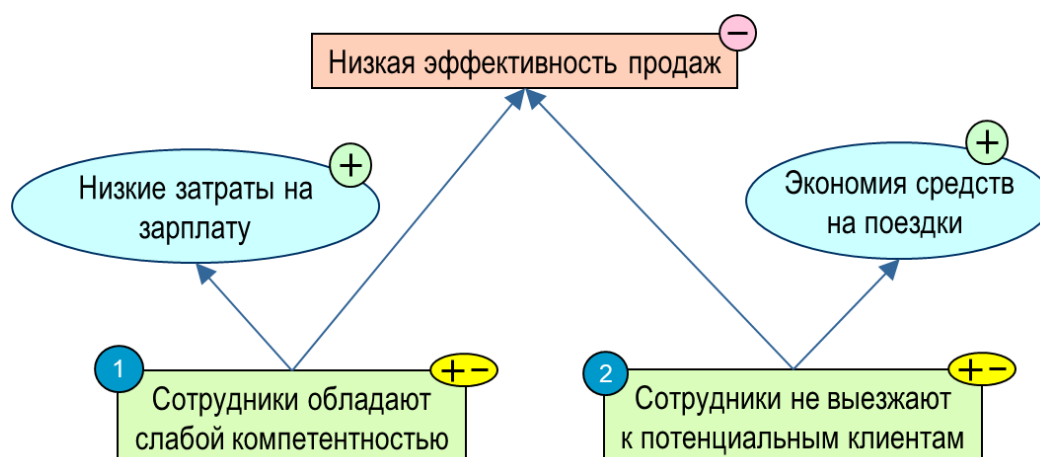 −
Низкая эффективность продаж
+
Низкие затраты на
зарплату
+
Экономия средств
на поездки
1
+ −
Сотрудники обладают
слабой компетентностью
2
+ −
Сотрудники не выезжают
к потенциальным клиентам